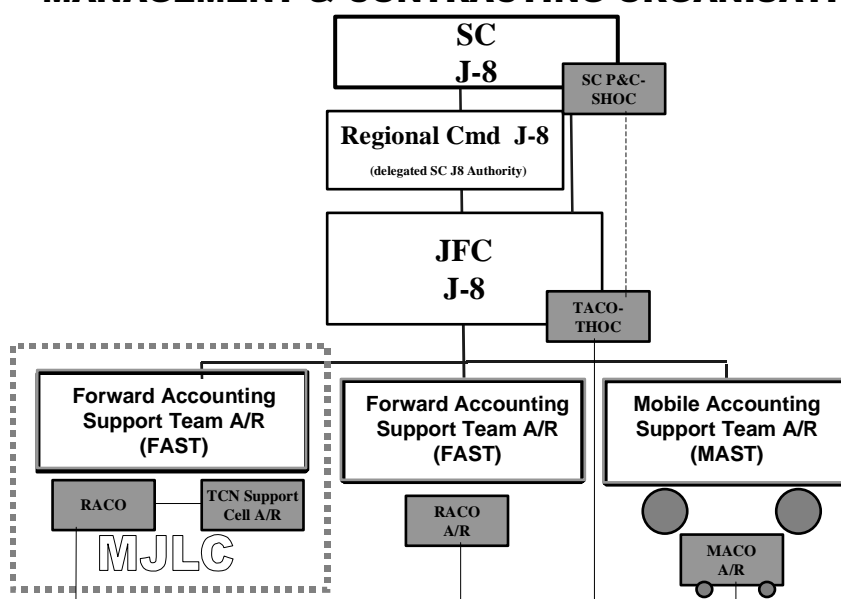 MANAGEMENT & CONTRACTING ORGANISATI
SC
J-8
SC P&C-
SHOC
Regional Cmd J-8
(delegated SC J8 Authority)
JFC
J-8
TACO-
THOC
Forward Accounting
Support Team A/R
(FAST)
RACO
TCN Support
Cell A/R
MJLC
Forward Accounting
Support Team A/R
(FAST)
RACO
A/R
Mobile Accounting
Support Team A/R
(MAST)
MACO
A/R